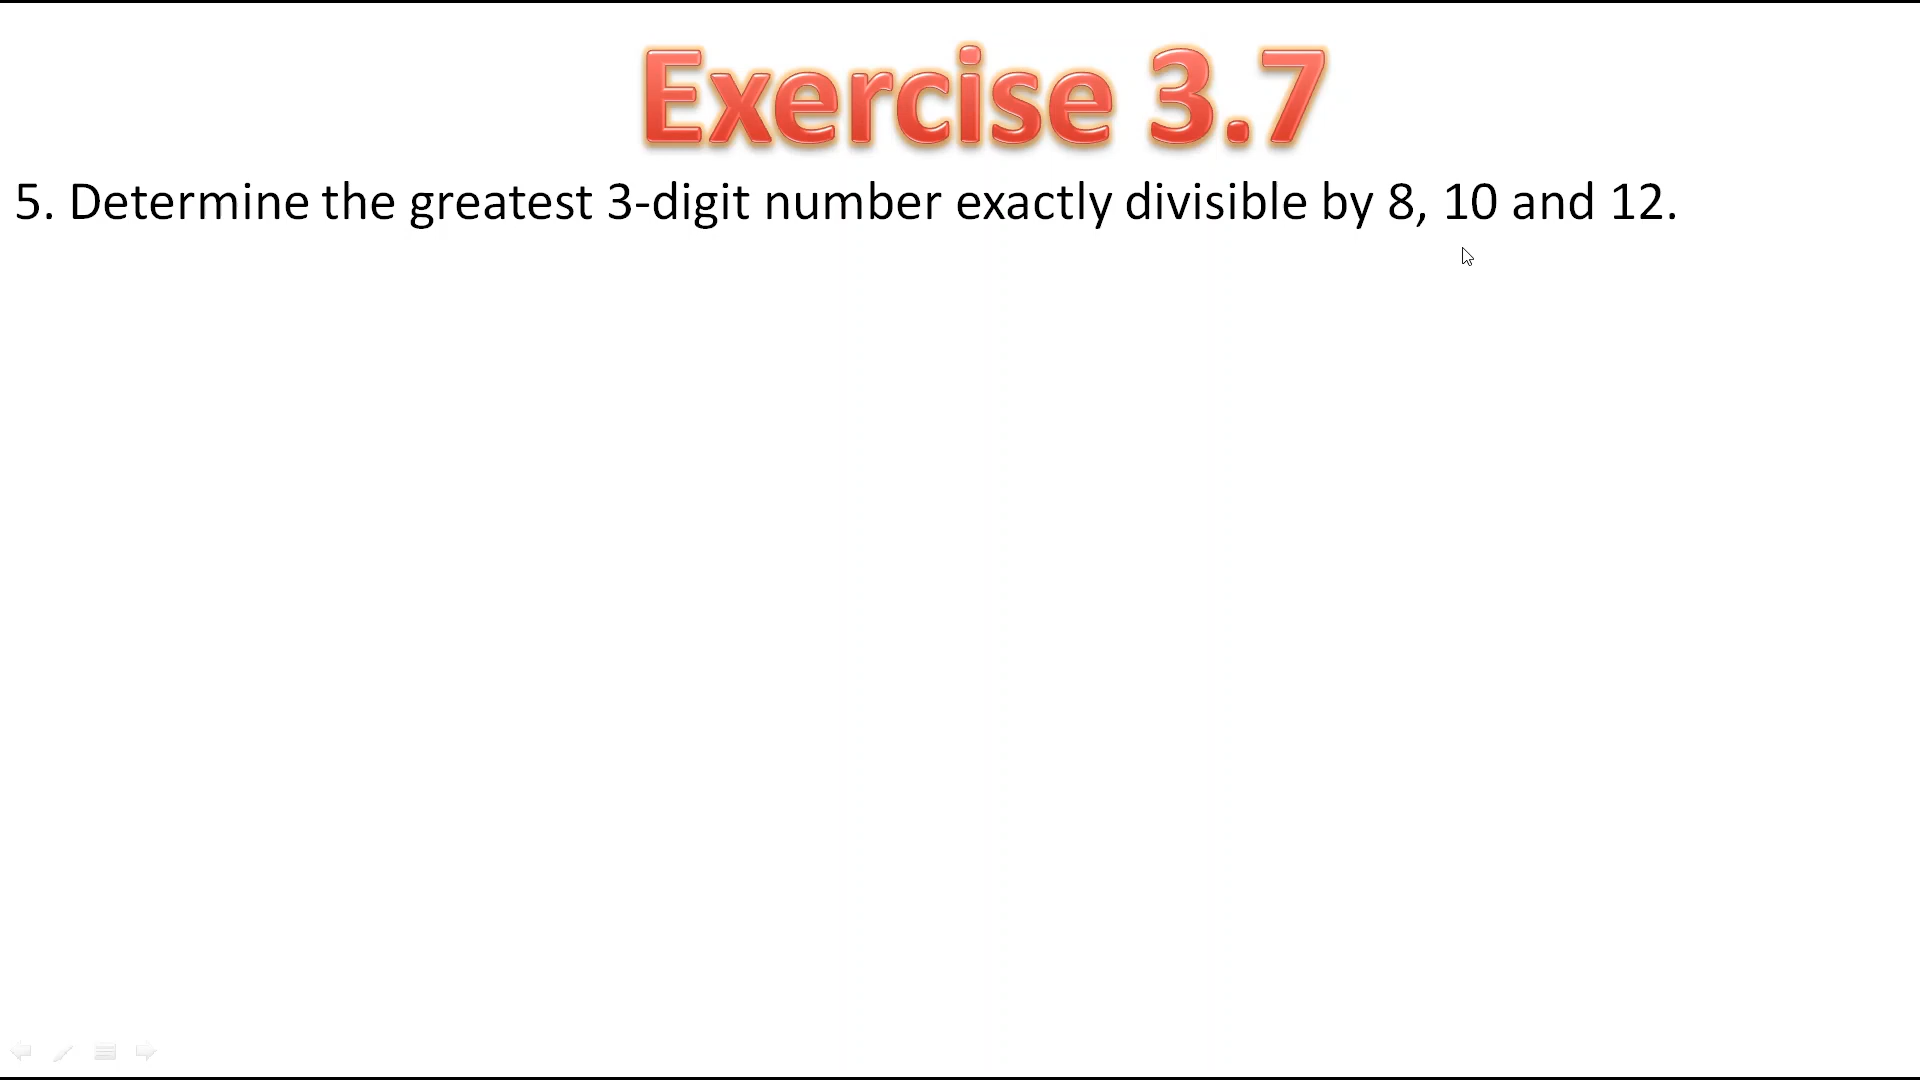 Exercise 3.7
5. Determine the greatest 3-digit number exactly divisible by 8, 10 and 12.